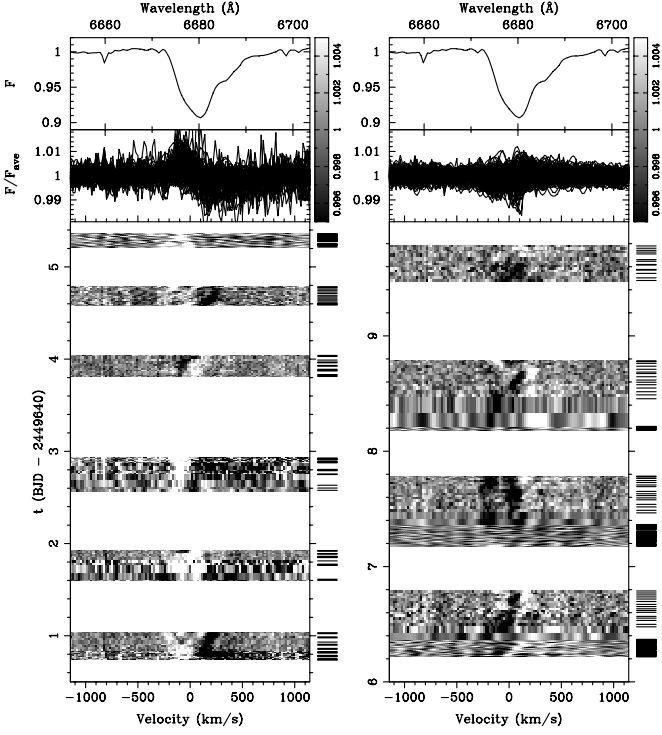 Wavelength (Å)
6660 6680 6700
Wavelength (Å)
6660 6680 6700
F
1
0.95
0.9
1.004
1.002
1
0.998
0.996
1
0.95
0.9
1.004
1.002
1
0.998
0.996
F/Fave
1.01
1
0.99
1.01
1
0.99
t (BJD − 2449640)
5
4
3
2
1
9
8
7
6
−1000 −500 0 500 1000
Velocity (km/s)
−1000 −500 0 500 1000
Velocity (km/s)